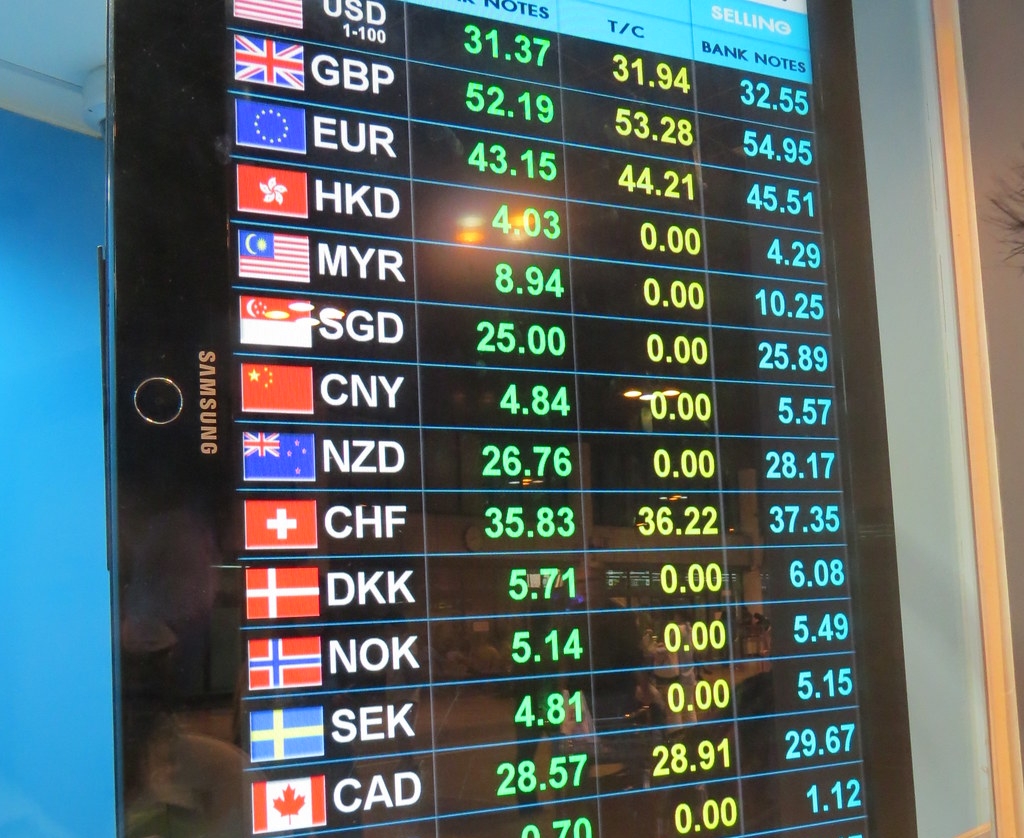 SELLING
NOTES T/C BANK NOTES
USD 1-100 31.37 31.94 32.55
GBP 52.19 53.28 54.95
EUR 43.15 44.21 45.51
HKD 4.03 0.00 4.29
MYR 8.94 0.00 10.25
SGD 25.00 0.00 25.89
CNY 4.84 0.00 5.57
NZD 26.76 0.00 28.17
CHF 35.83 36.22 37.35
DKK 5.71 0.00 6.08
NOK 5.14 0.00 5.49
SEK 4.81 0.00 5.15
CAD 28.57 28.91 29.67
0.70 0.00 1.12
SAMSUNG